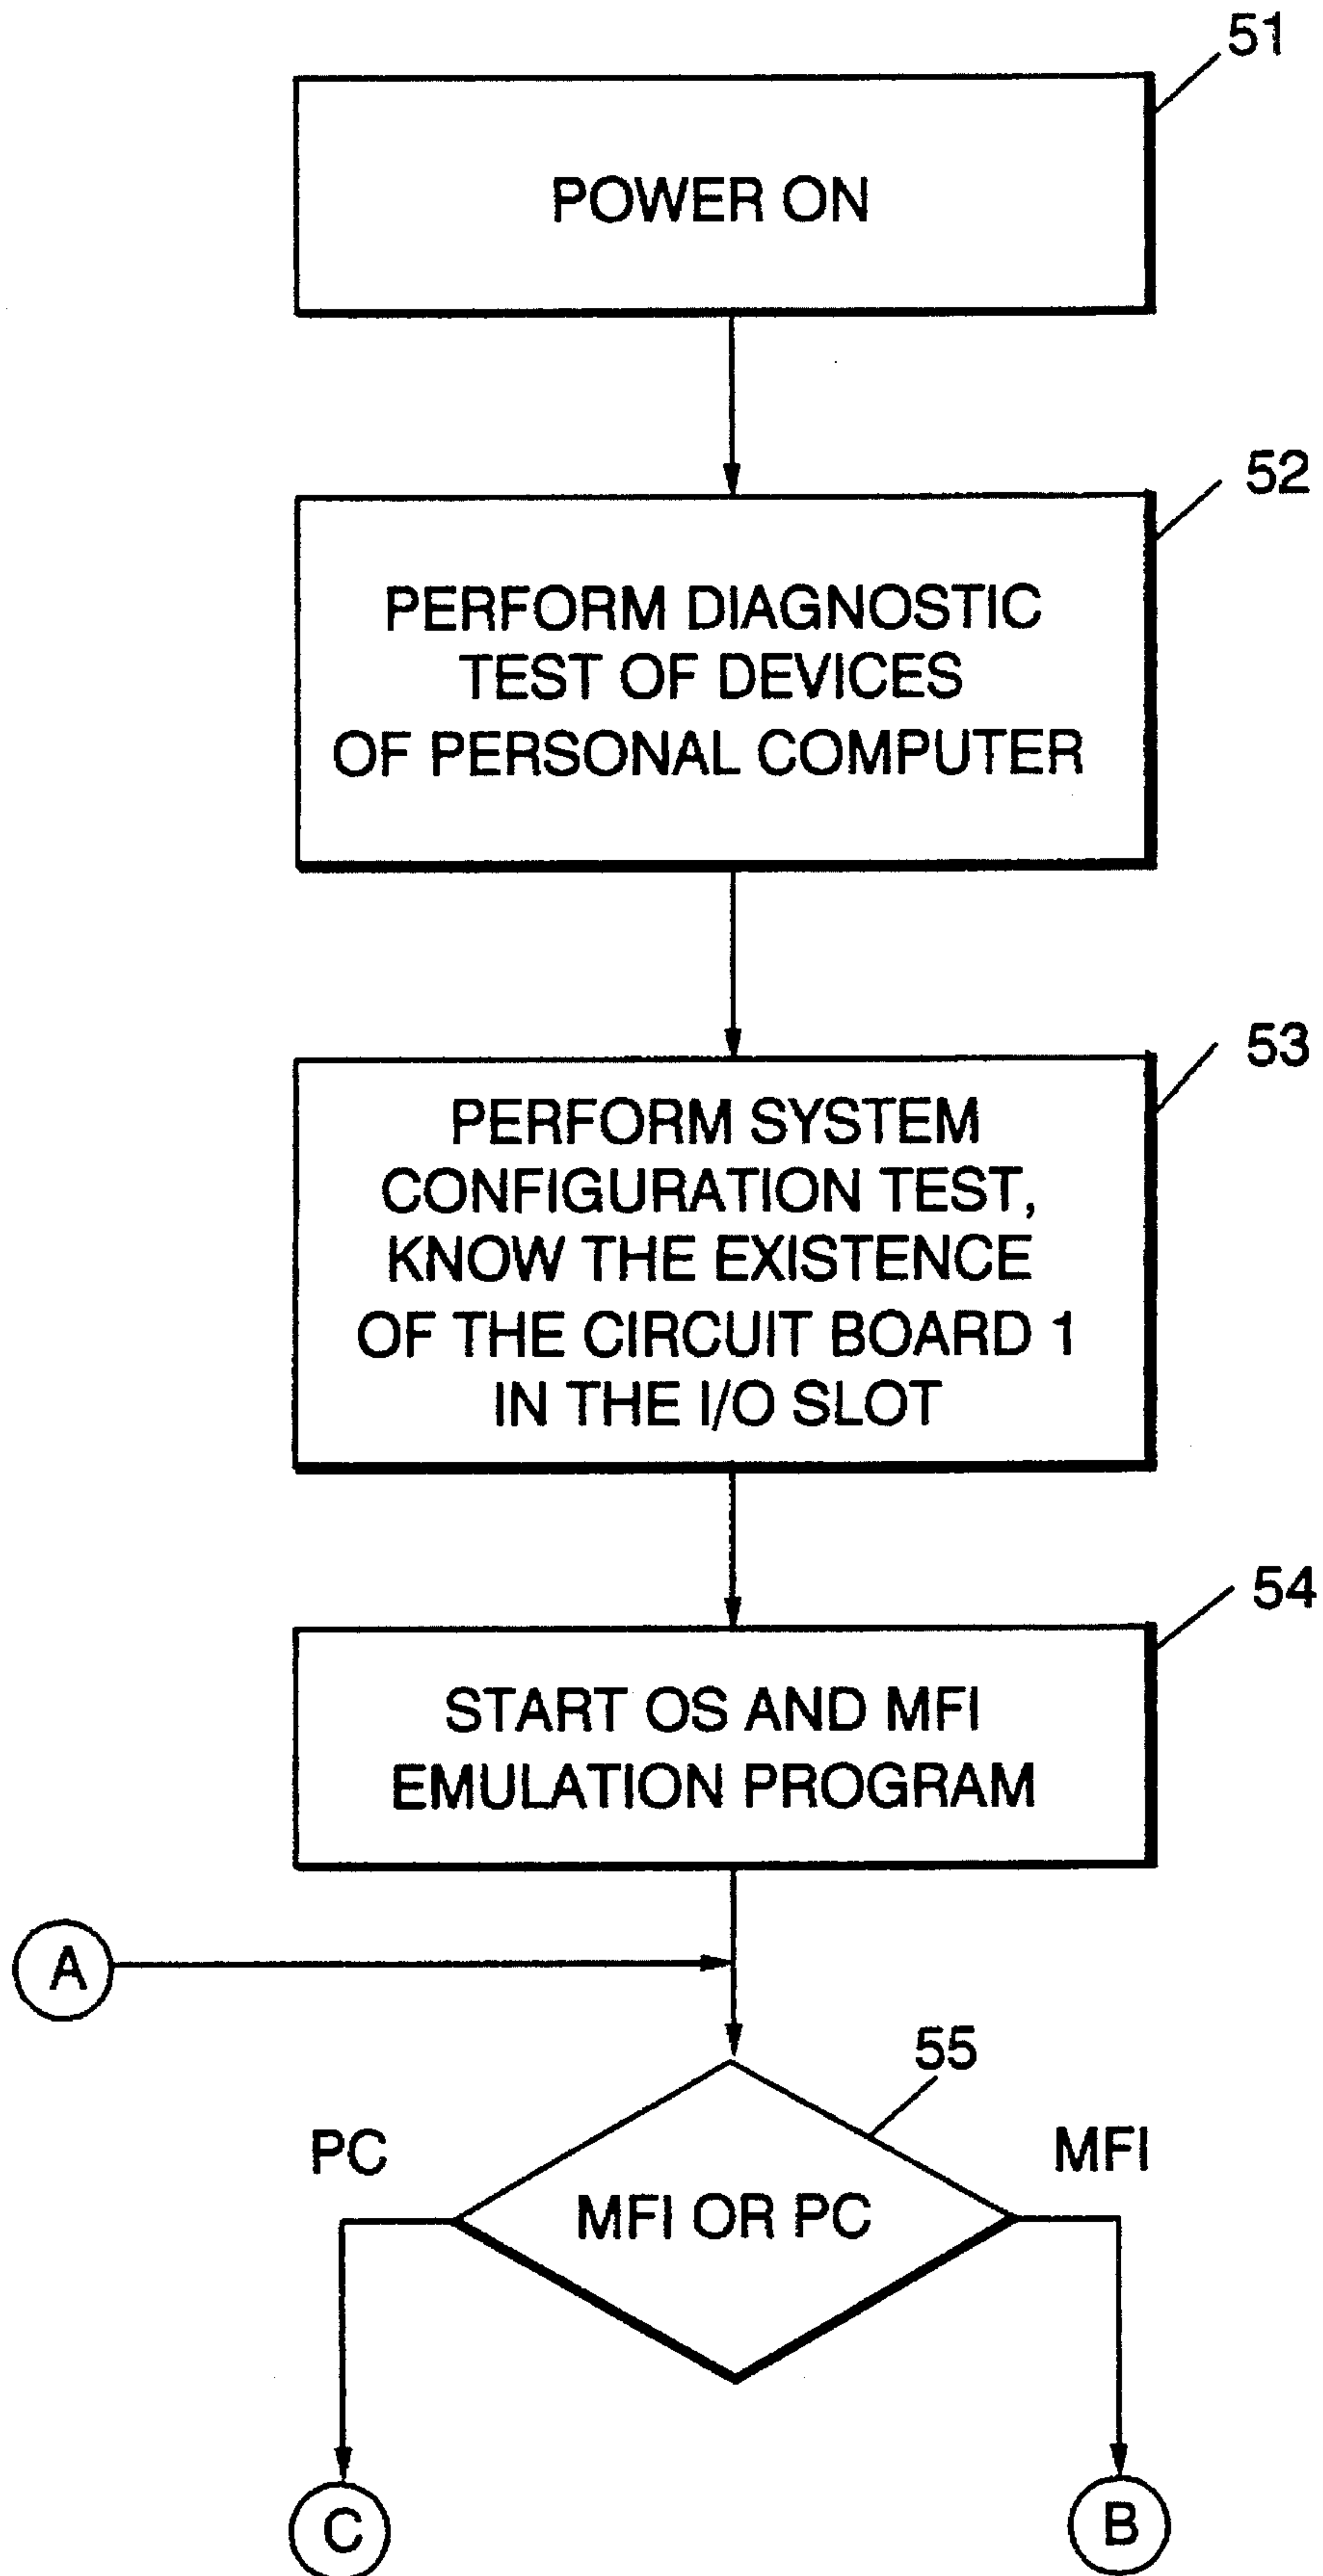 51
POWER ON
52
PERFORM DIAGNOSTIC
TEST OF DEVICES
OF PERSONAL COMPUTER
53
PERFORM SYSTEM
CONFIGURATION TEST,
KNOW THE EXISTENCE
OF THE CIRCUIT BOARD 1
IN THE I/O SLOT
54
START OS AND MFI
EMULATION PROGRAM
A
55
PC
MFI
MFI OR PC
C
B